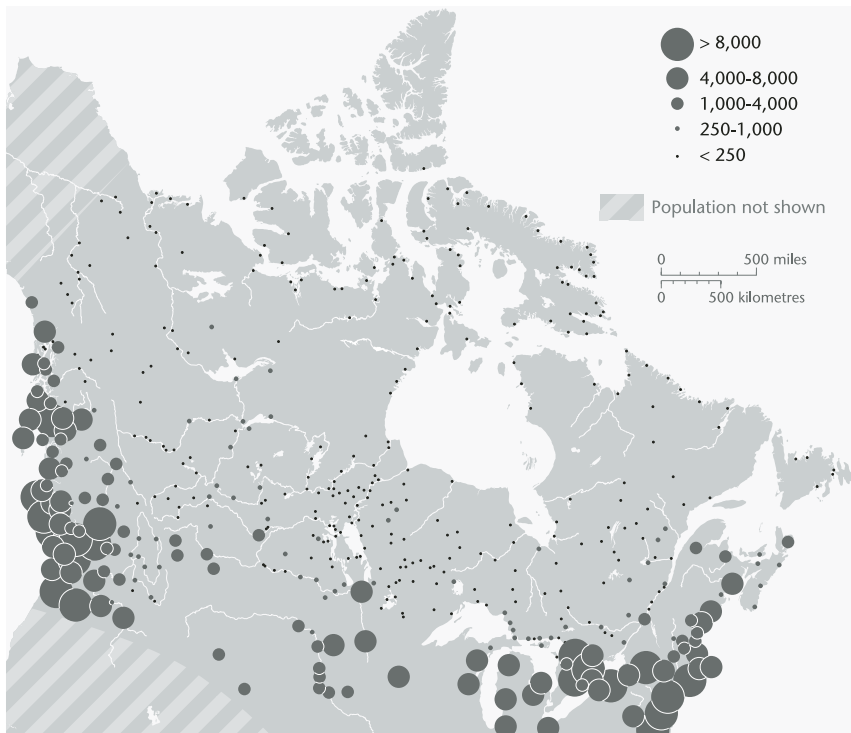 > 8,000
4,000-8,000
1,000-4,000
250-1,000
< 250
Population not shown
0 500 miles
0 500 kilometres